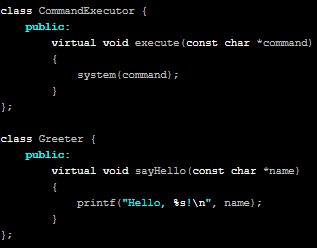 class CommandExecutor {
    public:
        virtual void execute(const char *command)
        {
            system(command);
        }
};

class Greeter {
    public:
        virtual void sayHello(const char *name)
        {
            printf("Hello, %s!\n", name);
        }
};